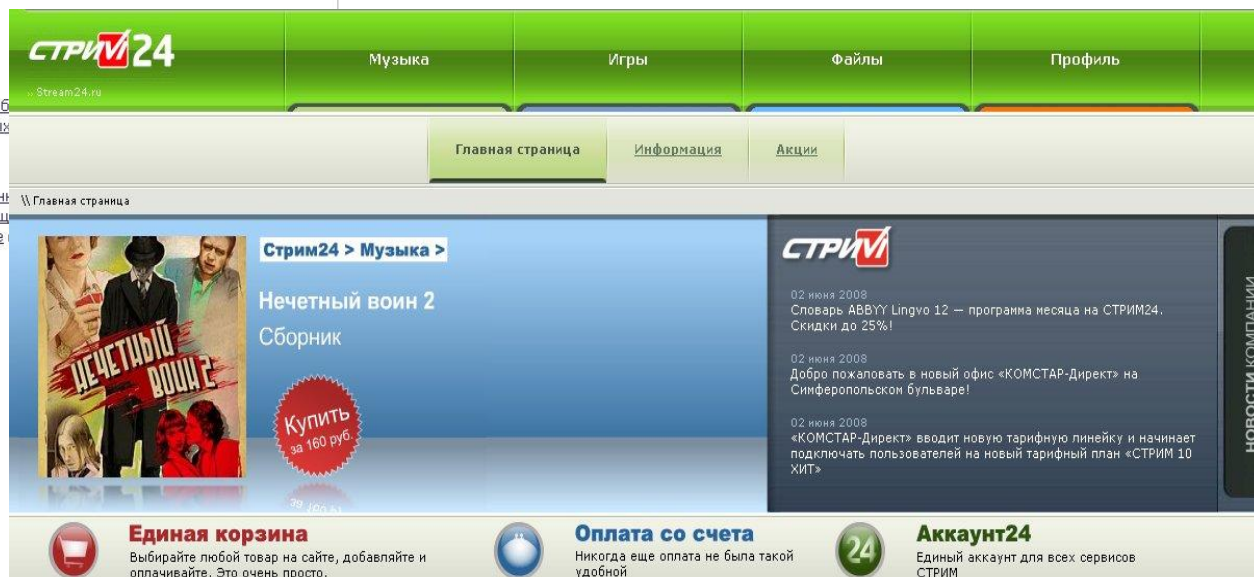 СТРИМ 24
Музыка
Игры
Файлы
Профиль
.. Stream24.ru
Главная страница
Информация
Акции
\\ Главная страница
НЕЧЕТНЫЙ
ВОИН 2
Стрим24 > Музыка >
Нечетный воин 2
Сборник
Купить
за 160 руб.
СТРИМ
02 июня 2008
Словарь ABBYY Lingvo 12 — программа месяца на СТРИМ24.
Скидки до 25%!
02 июня 2008
Добро пожаловать в новый офис «КОМСТАР-Директ» на
Симферопольском бульваре!
02 июня 2008
«КОМСТАР-Директ» вводит новую тарифную линейку и начинает
подключать пользователей на новый тарифный план «СТРИМ 10
ХИТ»
НОВОСТИ КОМПАНИИ
Единая корзина
Выбирайте любой товар на сайте, добавляйте и
оплачивайте. Это очень просто.
Оплата со счета
Никогда еще оплата не была такой
удобной
24
Аккаунт24
Единый аккаунт для всех сервисов
СТРИМ